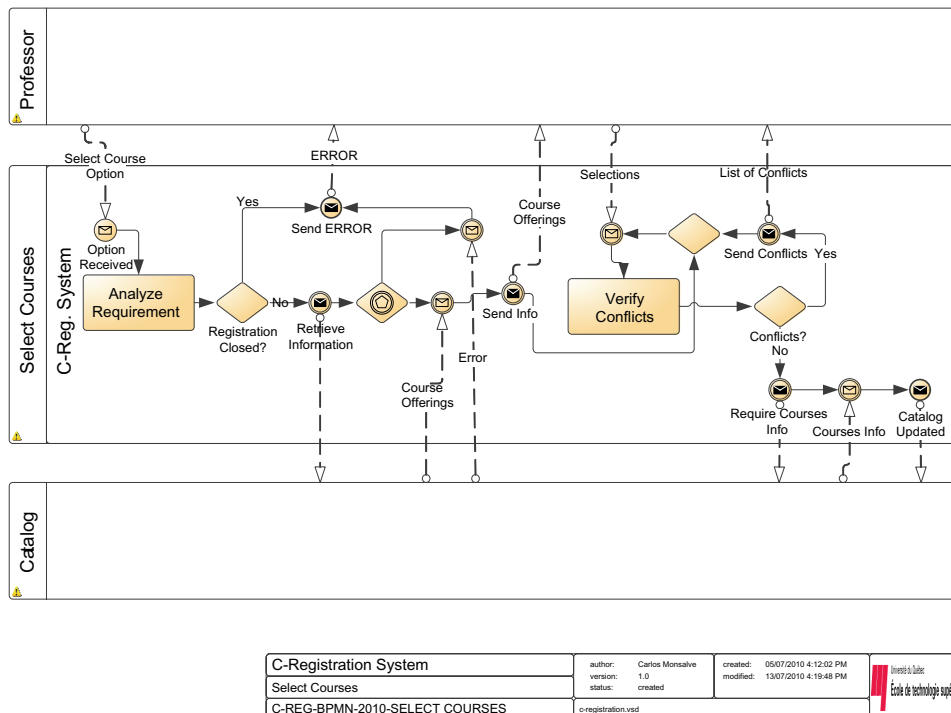 Professor
Select Course
Option
ERROR
Selections
List of Conflicts
Select Courses
C-Reg. System
Yes
Send ERROR
Course
Offerings
Option
Received
Send Conflicts
Yes
Analyze
Requirement
No
Registration
Closed?
Retrieve
Information
Send Info
Verify
Conflicts
Conflicts?
No
Error
Course
Offerings
Require Courses
Info
Courses Info
Catalog
Updated
Catalog
C-Registration System
Select Courses
C-REG-BPMN-2010-SELECT COURSES
author: Carlos Monsalve
version: 1.0
status: created
created: 05/07/2010 4:12:02 PM
modified: 13/07/2010 4:19:48 PM
c-registration.vsd
Université du Québec
École de technologie supé